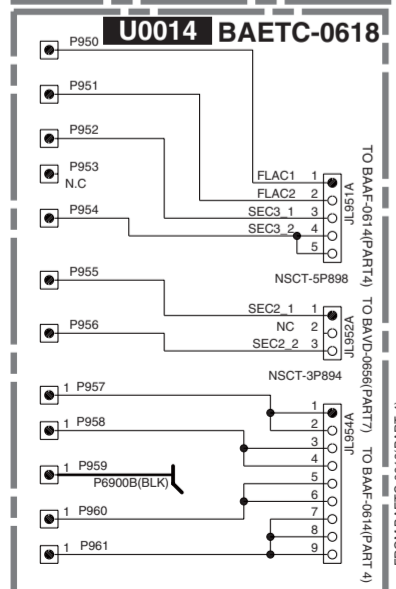 U0014 BAETC-0618
P950
P951
P952
P953
N.C
P954
FLAC1 1
FLAC2 2
SEC3_1 3
SEC3_2 4
5
JL951A
TO BAAF-0614(PART4)
NSCT-5P898
P955
P956
SEC2_1 1
NC 2
SEC2_2 3
JL952A
TO BAVD-0656(PART7)
NSCT-3P894
1 P957
1 P958
1 P959
P6900B(BLK)
1 P960
1 P961
1
2
3
4
5
6
7
8
9
JL954A
TO BAAF-0614(PART 4)